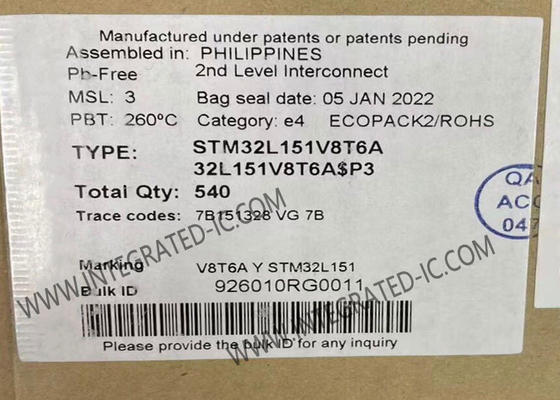 Manufactured under patents or patents pending
Assembled in: PHILIPPINES
Pb-Free 2nd Level Interconnect
MSL: 3 Bag seal date: 05 JAN 2022
PBT: 260ºC Category: e4 ECOPACK2/ROHS
TYPE: STM32L151V8T6A
32L151V8T6A$P3
Total Qty: 540
Trace codes: 7B151328 VG 7B
Marking V8T6A Y STM32L151
Bulk ID 926010RG0011
Please provide the bulk ID for any inquiry
QA
ACC
047
WWW.INTEGRATED-IC.COM
WWW.INTEGRATED-IC.COM